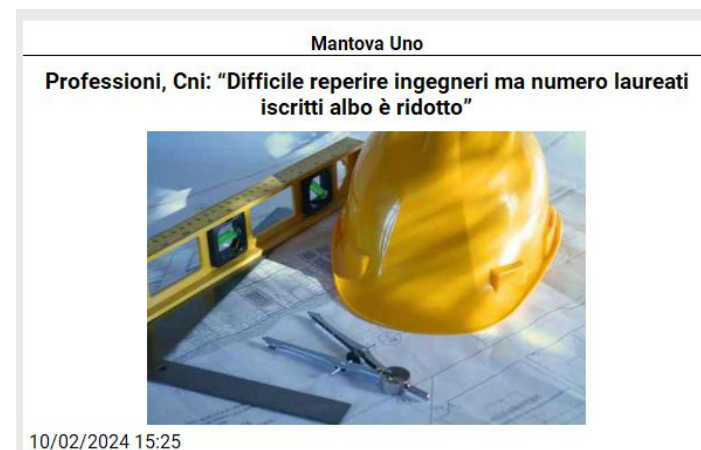 Mantova Uno
Professioni, Cni: “Difficile reperire ingegneri ma numero laureati
iscritti albo è ridotto”
10/02/2024 15:25